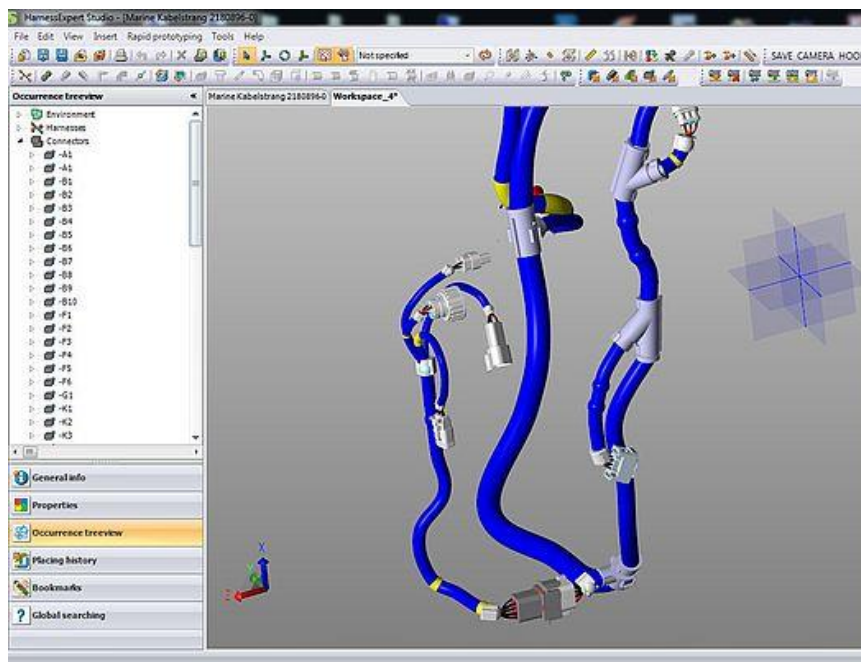 HarnessExpert Studio - [Marine Kabelstrang 2180896-0]
File Edit View Insert Rapid prototyping Tools Help
Not specified
SAVE CAMERA HOO
Occurrence treeview
Marine Kabelstrang 2180896-0 Workspace_4*
Environment
Harnesses
Connectors
-A1
-A1
-B1
-B2
-B3
-B4
-B5
-B6
-B7
-B8
-B9
-B10
-F1
-F2
-F3
-F4
-F5
-F6
-G1
-K1
-K2
-K3
General info
Properties
Occurrence treeview
Placing history
Bookmarks
Global searching
X